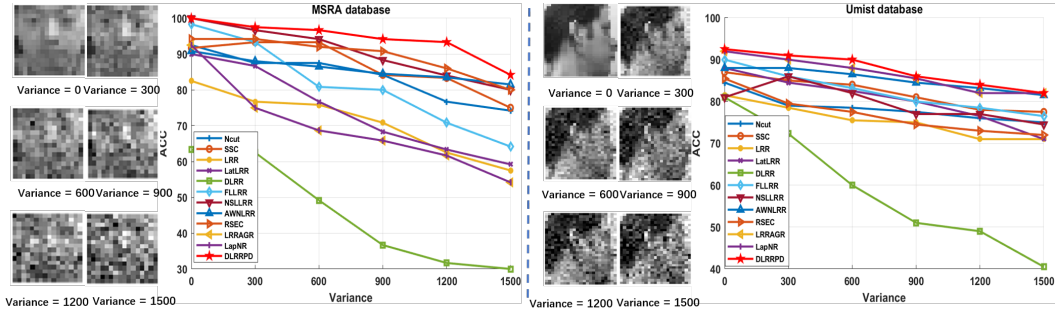 MSRA database
Variance = 0 Variance = 300
Variance = 600 Variance = 900
Variance = 1200 Variance = 1500
ACC
100
90
80
70
60
50
40
30
Ncut
SSC
LRR
LatLRR
DLRR
FLLRR
NSLLRR
AWNLRR
RSEC
LRRAGR
LapNR
DLRRPD
0 300 600 900 1200 1500
Variance
Umist database
Variance = 0 Variance = 300
Variance = 600 Variance = 900
Variance = 1200 Variance = 1500
ACC
100
90
80
70
60
50
40
Ncut
SSC
LRR
LatLRR
DLRR
FLLRR
NSLLRR
AWNLRR
RSEC
LRRAGR
LapNR
DLRRPD
0 300 600 900 1200 1500
Variance